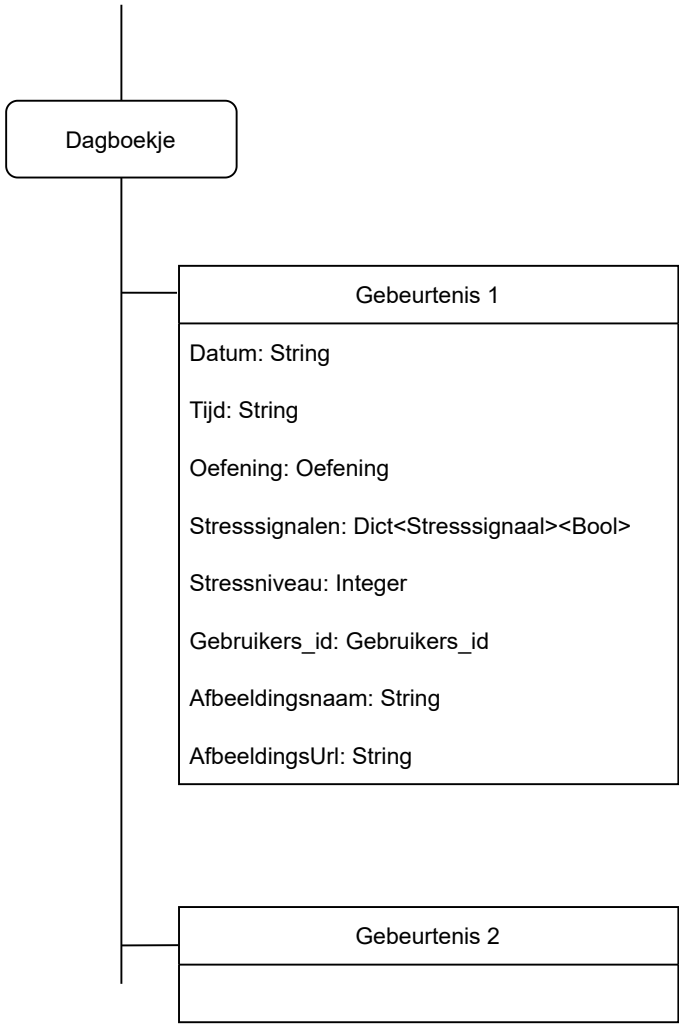 Dagboekje
Gebeurtenis 1
Datum: String
Tijd: String
Oefening: Oefening
Stresssignalen: Dict<Stresssignaal><Bool>
Stressniveau: Integer
Gebruikers_id: Gebruikers_id
Afbeeldingsnaam: String
AfbeeldingsUrl: String
Gebeurtenis 2